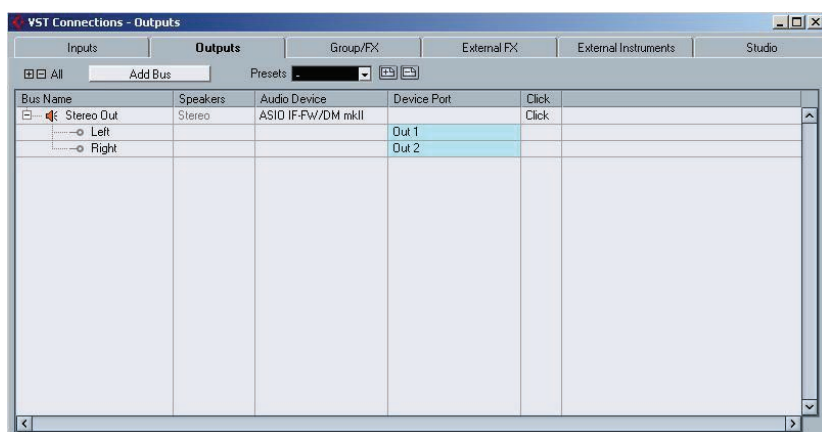 VST Connections - Outputs
Inputs Outputs Group/FX External FX External Instruments Studio
All Add Bus Presets -
Bus Name Speakers Audio Device Device Port Click
Stereo Out Stereo ASIO IF-FW/DM mkII Click
Left Out 1
Right Out 2